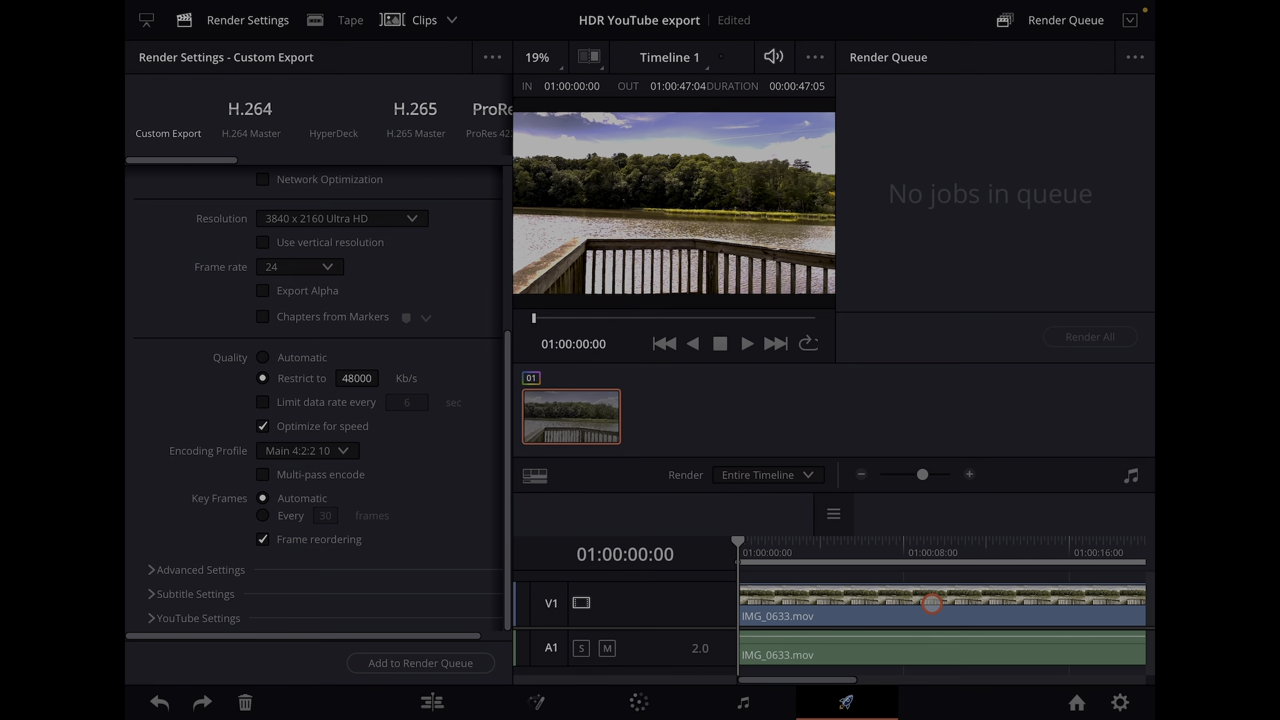 Render Settings Tape Clips HDR YouTube export Edited Render Queue
Render Settings - Custom Export ... 19% Timeline 1 ... Render Queue ...
IN 01:00:00:00 OUT 01:00:47:04 DURATION 00:00:47:05
H.264 H.265 ProRe
Custom Export H.264 Master HyperDeck H.265 Master ProRes 42
Network Optimization
No jobs in queue
Resolution 3840 x 2160 Ultra HD
Use vertical resolution
Frame rate 24
Export Alpha
Chapters from Markers
01:00:00:00
Render All
Quality Automatic
Restrict to 48000 Kb/s
01
Limit data rate every 6 sec
Optimize for speed
Encoding Profile Main 4:2:2 10
Multi-pass encode
Render Entire Timeline
Key Frames Automatic
Every 30 frames
Frame reordering
01:00:00:00 01:00:00:00 01:00:08:00 01:00:16:00
Advanced Settings
Subtitle Settings
YouTube Settings
V1
IMG_0633.mov
A1 S M 2.0
IMG_0633.mov
Add to Render Queue